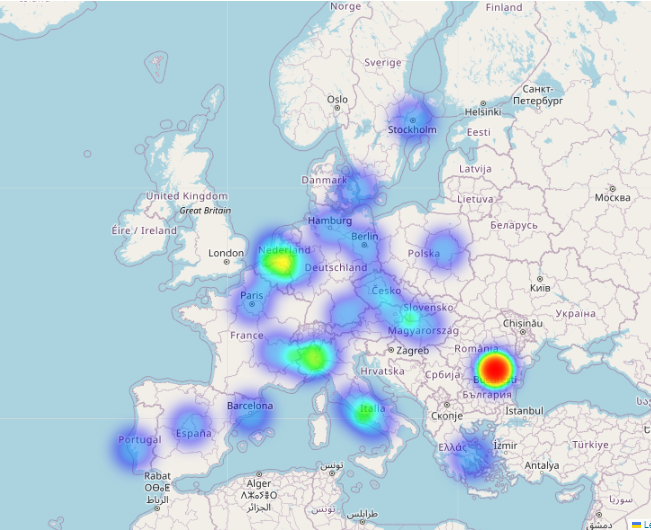 Norge
Finland
Sverige
Санкт-
Петербург
Oslo
Helsinki
Stockholm
Eesti
Latvija
Danmark
Lietuva
Москва
United Kingdom
Great Britain
Hamburg
Беларусь
Éire / Ireland
Berlin
Nederland
London
Polska
Deutschland
Київ
Paris
Česko
Slovensko
Україна
Chișinău
Magyarország
France
Zagreb
România
Hrvatska
Србија
București
България
Barcelona
Italia
Скопје
İstanbul
España
Portugal
Ελλάς
İzmir
Türkiye
Antalya
Rabat
ⵔⴱⴰⵟ
الرباط
Alger
الجزائر
تونس
تونس
طرابلس
سوريا
دمشق